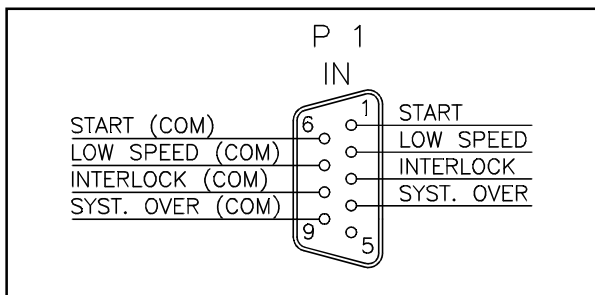 P 1
IN
START (COM)
LOW SPEED (COM)
INTERLOCK (COM)
SYST. OVER (COM)
6
9
1
5
START
LOW SPEED
INTERLOCK
SYST. OVER